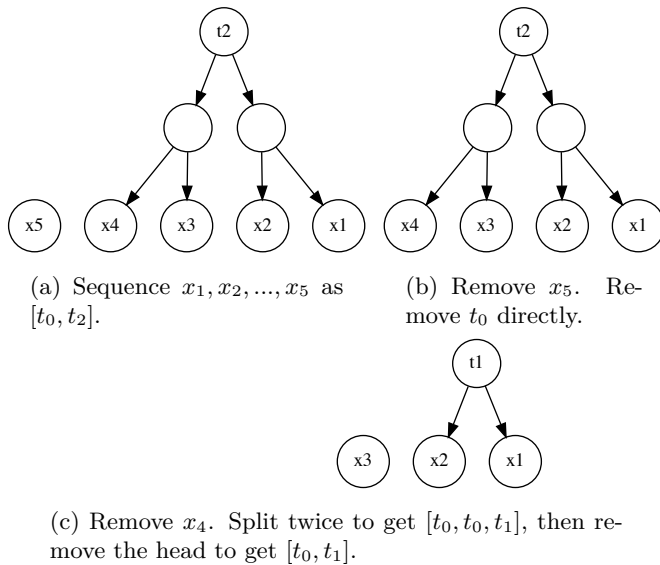 t2
x5 x4 x3 x2 x1
(a) Sequence x₁, x₂, ..., x₅ as
[t₀, t₂].
t2
x4 x3 x2 x1
(b) Remove x₅. Re-
move t₀ directly.
t1
x3 x2 x1
(c) Remove x₄. Split twice to get [t₀, t₀, t₁], then re-
move the head to get [t₀, t₁].